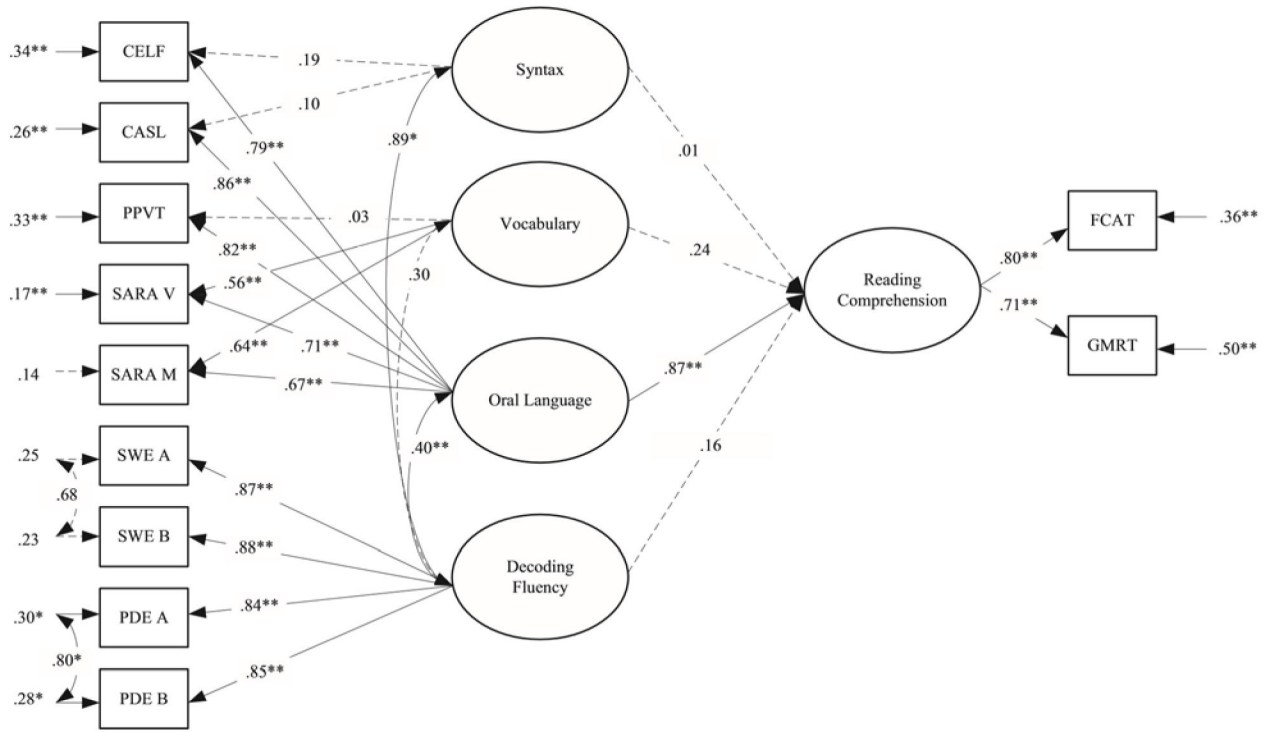 .34**
CELF
.19
Syntax
.10
.26**
CASL
.79**
.89*
.01
.86**
.33**
PPVT
.03
Vocabulary
.24
.82**
.30
.17**
SARA V
.56**
.14
SARA M
.64**
.71**
.67**
Oral Language
.87**
.40**
.16
Reading
Comprehension
.80**
FCAT
.36**
.71**
GMRT
.50**
.25
SWE A
.68
.87**
.23
SWE B
.88**
Decoding
Fluency
.30*
PDE A
.84**
.80*
.85**
.28*
PDE B